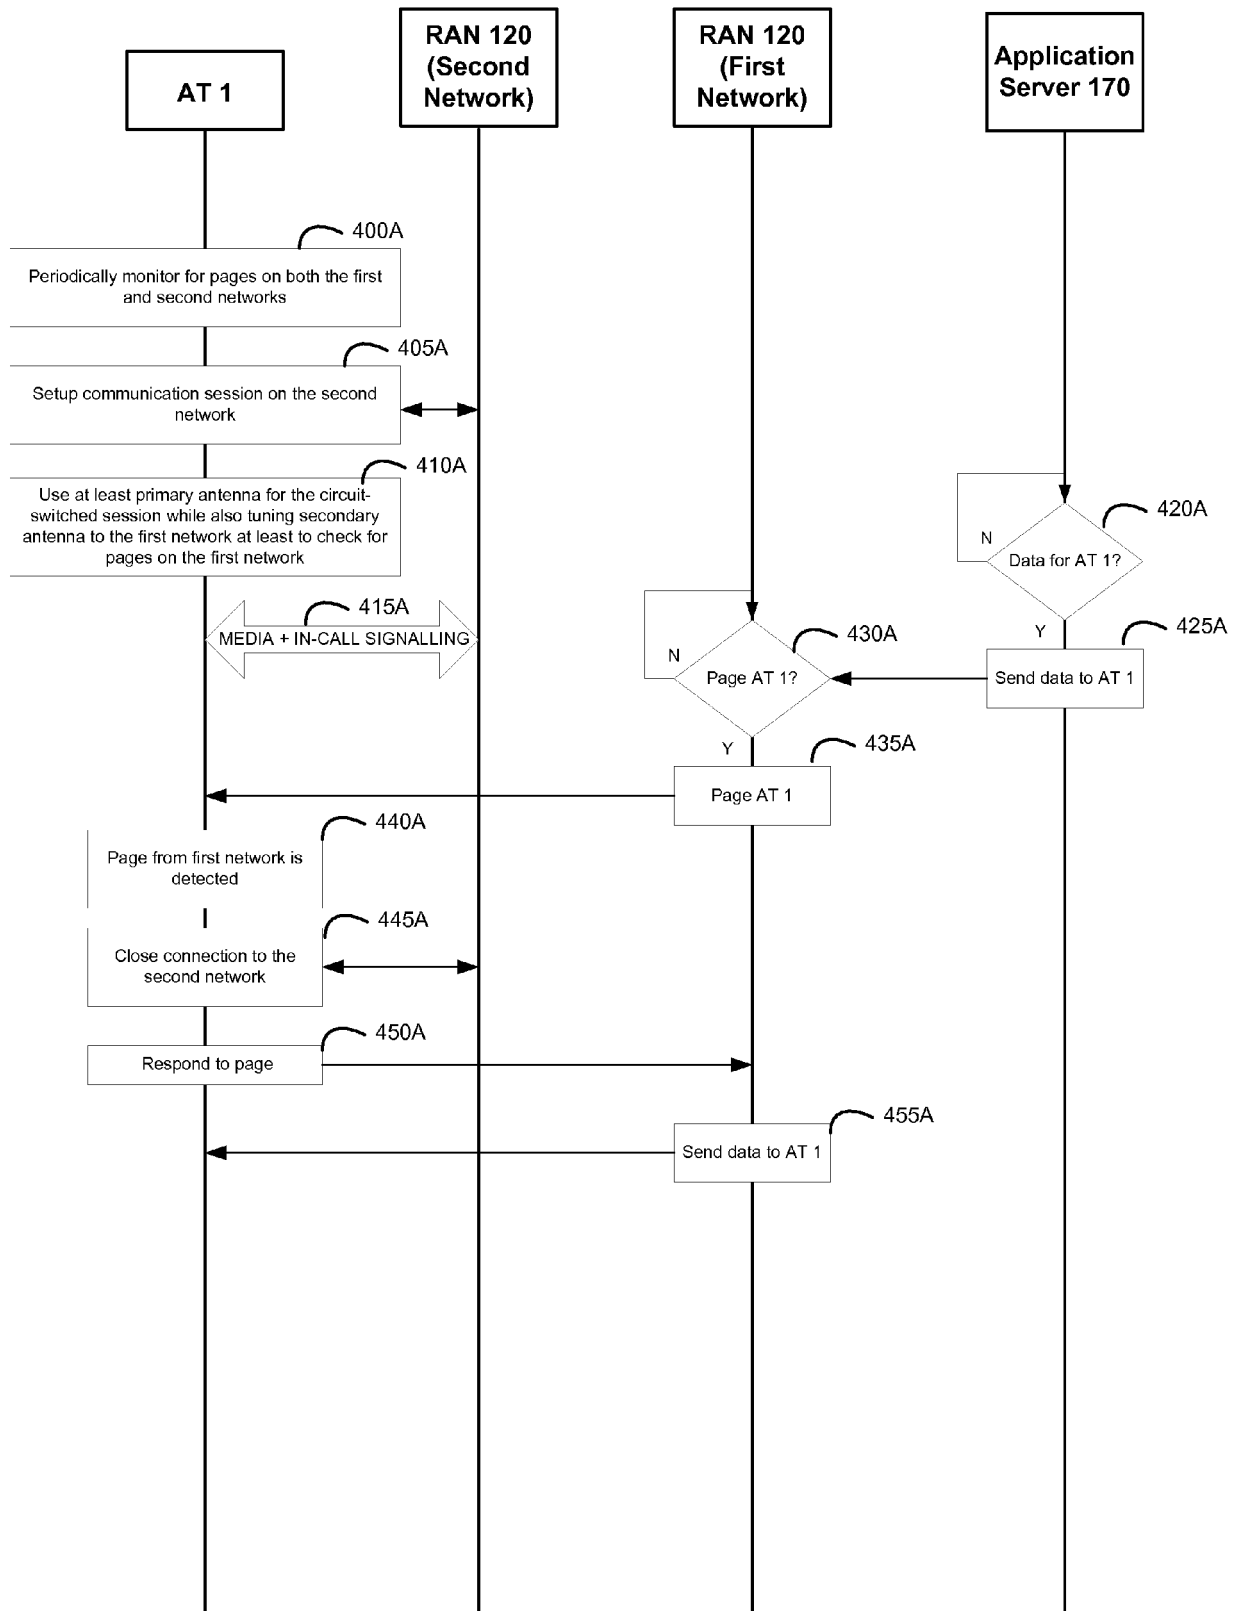 AT 1
RAN 120
(Second
Network)
RAN 120
(First
Network)
Application
Server 170
400A
Periodically monitor for pages on both the first
and second networks
405A
Setup communication session on the second
network
410A
Use at least primary antenna for the circuit-
switched session while also tuning secondary
antenna to the first network at least to check for
pages on the first network
420A
N
Data for AT 1?
Y
415A
MEDIA + IN-CALL SIGNALLING
430A
N
Page AT 1?
Y
425A
Send data to AT 1
435A
Page AT 1
440A
Page from first network is
detected
445A
Close connection to the
second network
450A
Respond to page
455A
Send data to AT 1